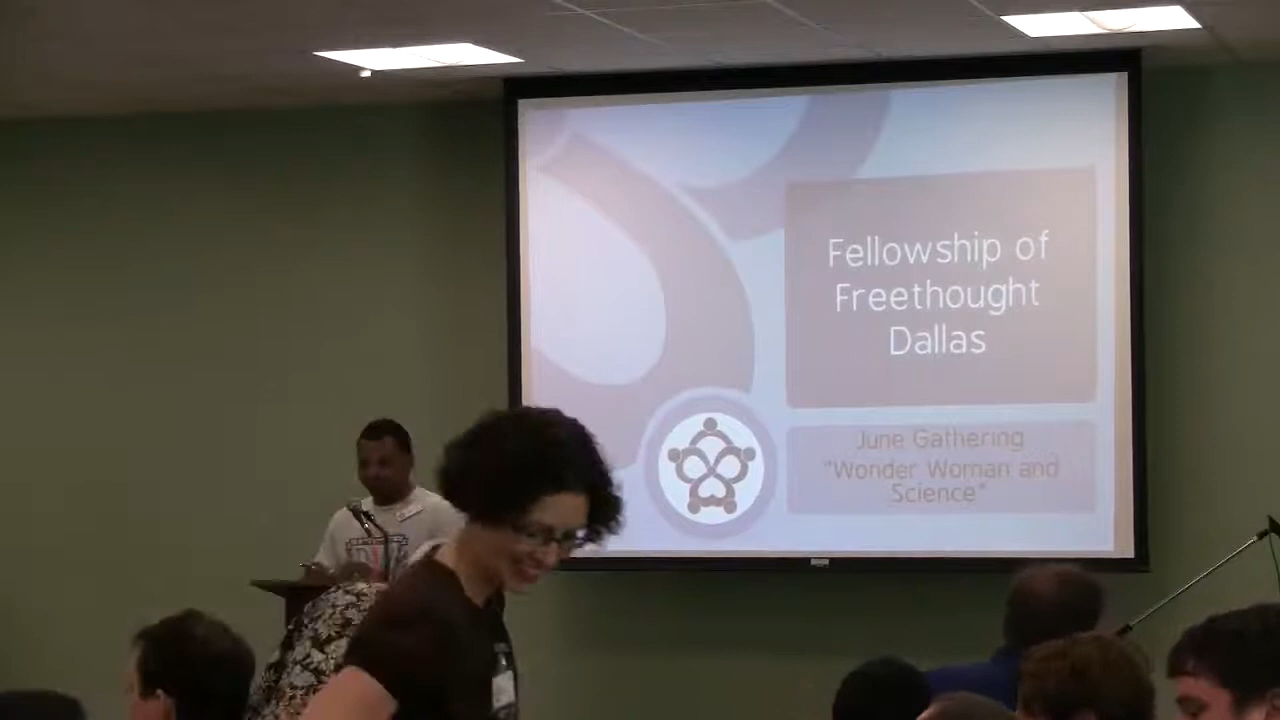 Fellowship of
Freethought
Dallas
June Gathering
"Wonder Woman and
Science"